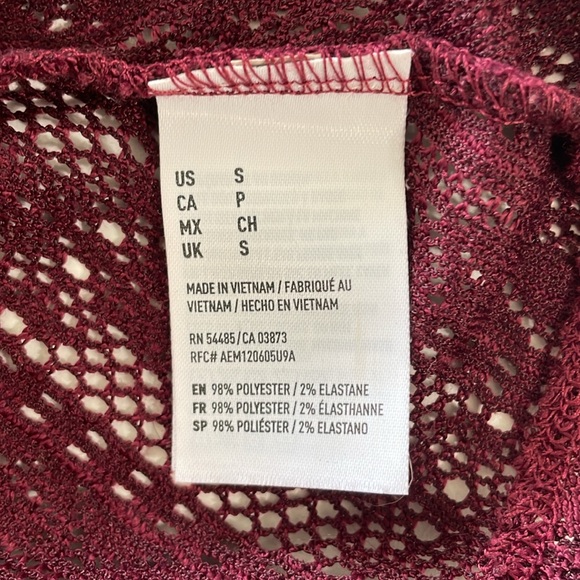 US S
CA P
MX CH
UK S
MADE IN VIETNAM / FABRIQUÉ AU
VIETNAM / HECHO EN VIETNAM
RN 54485/CA 03873
RFC# AEM120605U9A
EN 98% POLYESTER / 2% ELASTANE
FR 98% POLYESTER / 2% ÉLASTHANNE
SP 98% POLIÉSTER / 2% ELASTANO